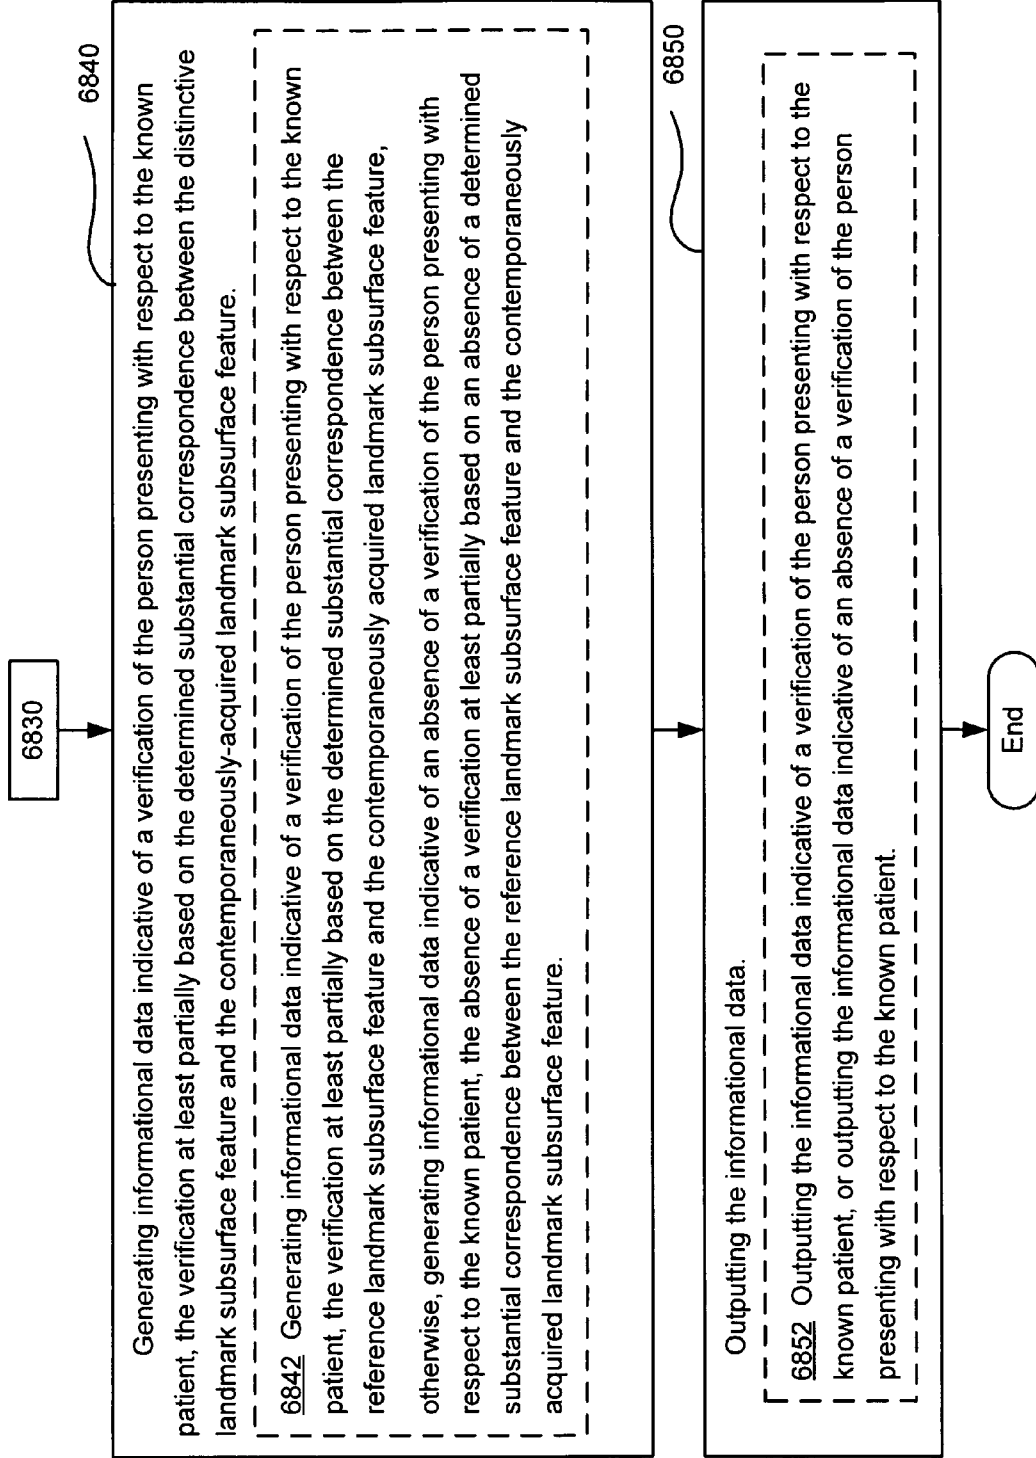 6830
6840
Generating informational data indicative of a verification of the person presenting with respect to the known
patient, the verification at least partially based on the determined substantial correspondence between the distinctive
landmark subsurface feature and the contemporaneously-acquired landmark subsurface feature.
6842 Generating informational data indicative of a verification of the person presenting with respect to the known
patient, the verification at least partially based on the determined substantial correspondence between the
reference landmark subsurface feature and the contemporaneously acquired landmark subsurface feature,
otherwise, generating informational data indicative of an absence of a verification of the person presenting with
respect to the known patient, the absence of a verification at least partially based on an absence of a determined
substantial correspondence between the reference landmark subsurface feature and the contemporaneously
acquired landmark subsurface feature.
6850
Outputting the informational data.
6852 Outputting the informational data indicative of a verification of the person presenting with respect to the
known patient, or outputting the informational data indicative of an absence of a verification of the person
presenting with respect to the known patient.
End